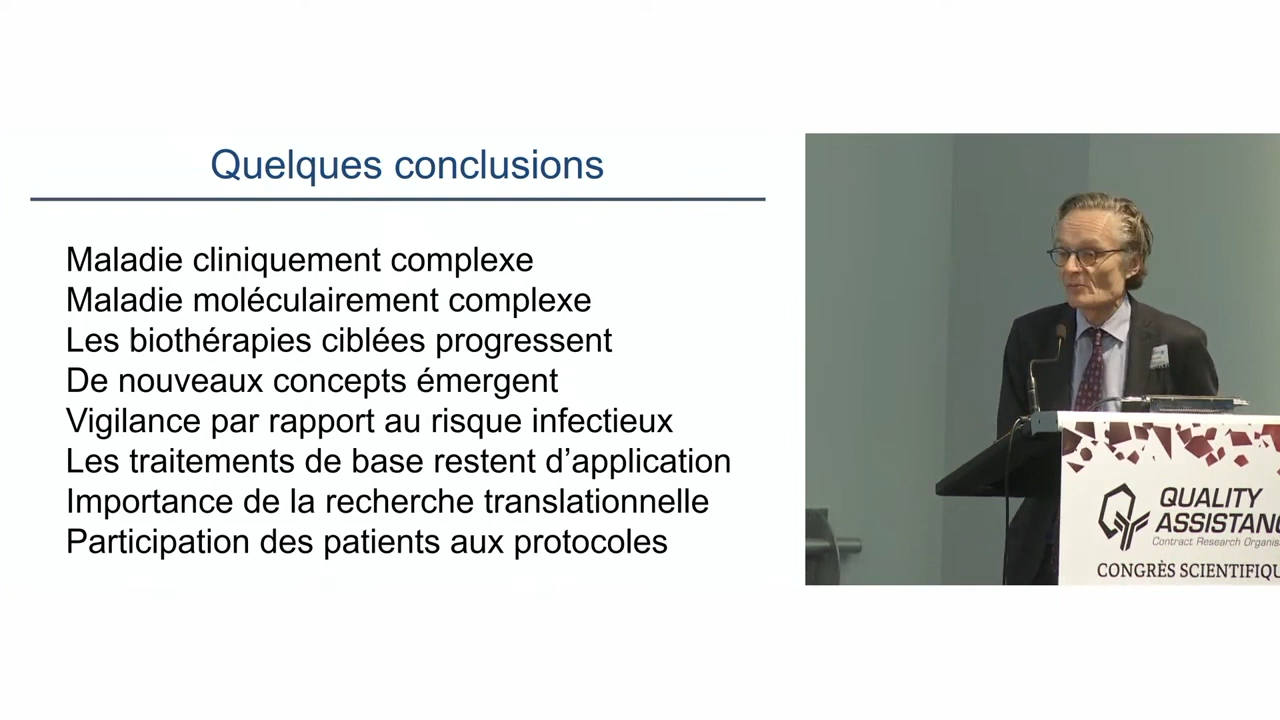 Quelques conclusions
Maladie cliniquement complexe
Maladie moléculairement complexe
Les biothérapies ciblées progressent
De nouveaux concepts émergent
Vigilance par rapport au risque infectieux
Les traitements de base restent d’application
Importance de la recherche translationnelle
Participation des patients aux protocoles
QUALITY
ASSISTANC
Contract Research Organis
CONGRÈS SCIENTIFIQU